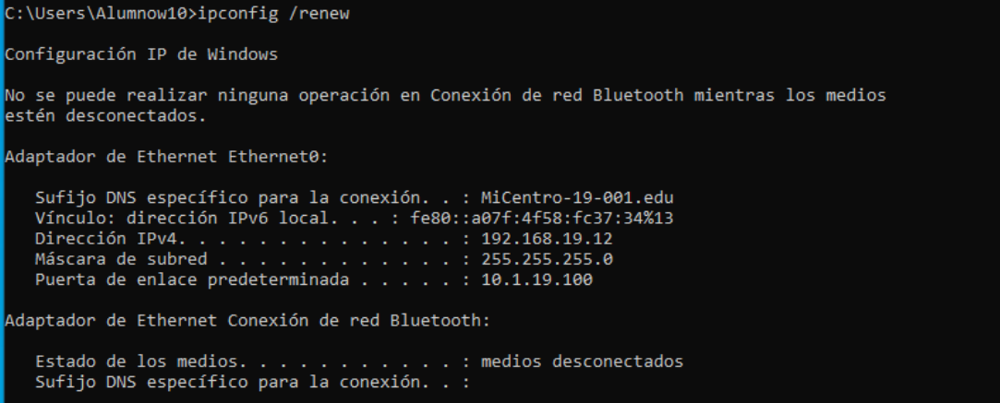 C:\Users\Alumnow10>ipconfig /renew
Configuración IP de Windows
No se puede realizar ninguna operación en Conexión de red Bluetooth mientras los medios
estén desconectados.
Adaptador de Ethernet Ethernet0:
Sufijo DNS específico para la conexión. . : MiCentro-19-001.edu
Vínculo: dirección IPv6 local. . . : fe80::a07f:4f58:fc37:34%13
Dirección IPv4. . . . . . . . . . . . . . : 192.168.19.12
Máscara de subred . . . . . . . . . . . . : 255.255.255.0
Puerta de enlace predeterminada . . . . . : 10.1.19.100
Adaptador de Ethernet Conexión de red Bluetooth:
Estado de los medios. . . . . . . . . . . : medios desconectados
Sufijo DNS específico para la conexión. . :